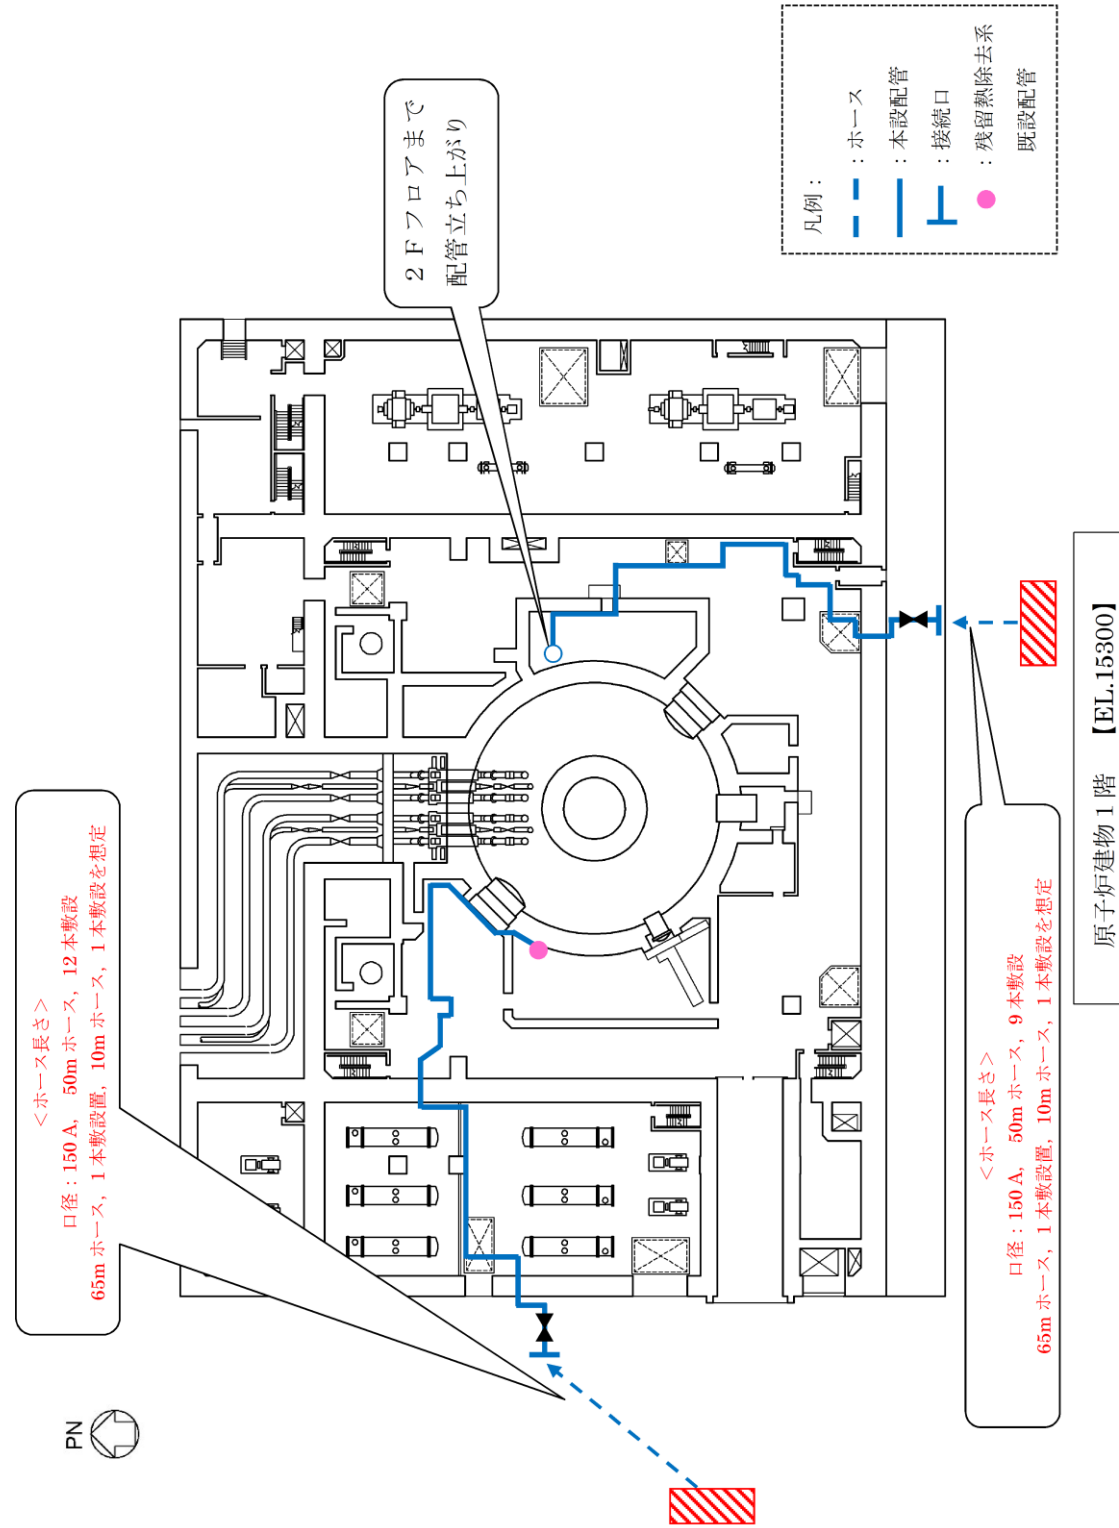 PN
<ホース長さ>
口径：150A， 50mホース，12本敷設
65mホース，1本敷設置，10mホース，1本敷設を想定
2Fフロアまで
配管立ち上がり
凡例：
：ホース
：本設配管
：接続口
：残留熱除去系
既設配管
<ホース長さ>
口径：150A， 50mホース，9本敷設
65mホース，1本敷設置，10mホース，1本敷設を想定
原子炉建物1階 【EL.15300】